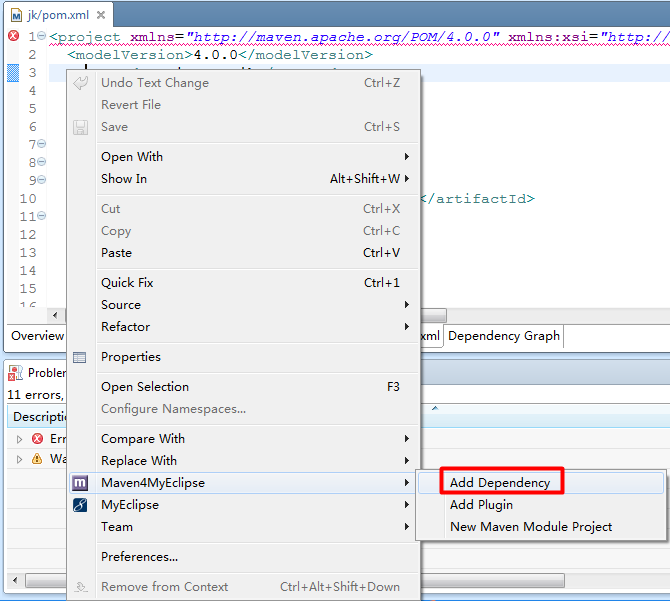 jk/pom.xml
1 <project xmlns="http://maven.apache.org/POM/4.0.0" xmlns:xsi="http://
2 <modelVersion>4.0.0</modelVersion>
3
4
5
6
7
8
9
10 </artifactId>
11
12
13
14
15
16
Undo Text Change Ctrl+Z
Revert File
Save Ctrl+S
Open With
Show In Alt+Shift+W
Cut Ctrl+X
Copy Ctrl+C
Paste Ctrl+V
Quick Fix Ctrl+1
Source
Refactor
Properties
Open Selection F3
Configure Namespaces...
Compare With
Replace With
Maven4MyEclipse
MyEclipse
Team
Preferences...
Remove from Context Ctrl+Alt+Shift+Down
Add Dependency
Add Plugin
New Maven Module Project
Overview xml Dependency Graph
Problem
11 errors,
Descripti
Err
Wa